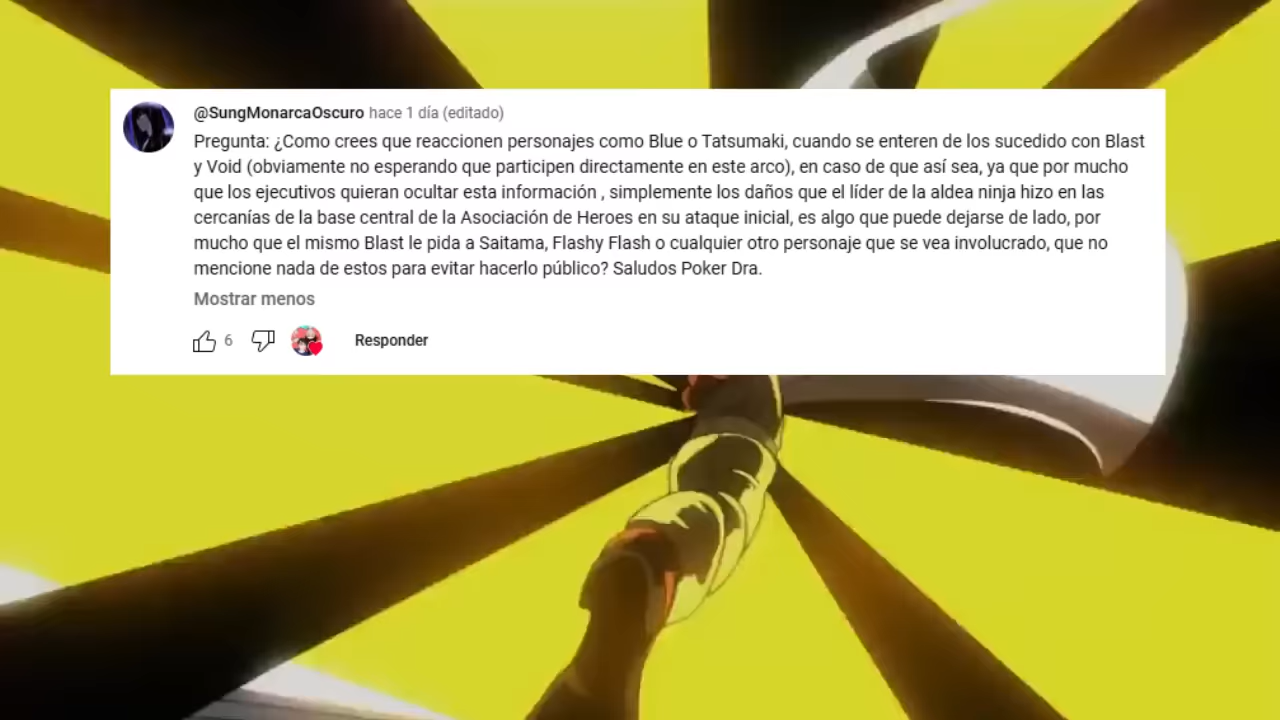 @SungMonarcaOscuro hace 1 día (editado)
Pregunta: ¿Como crees que reaccionen personajes como Blue o Tatsumaki, cuando se enteren de los sucedido con Blast
y Void (obviamente no esperando que participen directamente en este arco), en caso de que así sea, ya que por mucho
que los ejecutivos quieran ocultar esta información , simplemente los daños que el líder de la aldea ninja hizo en las
cercanías de la base central de la Asociación de Heroes en su ataque inicial, es algo que puede dejarse de lado, por
mucho que el mismo Blast le pida a Saitama, Flashy Flash o cualquier otro personaje que se vea involucrado, que no
mencione nada de estos para evitar hacerlo público? Saludos Poker Dra.
Mostrar menos
6 Responder